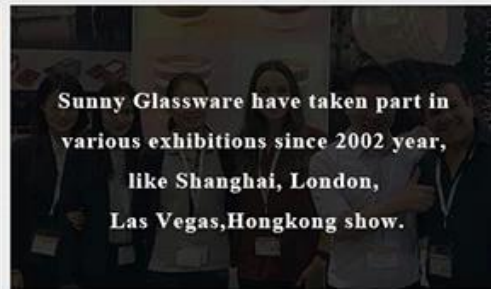 Sunny Glassware have taken part in
various exhibitions since 2002 year,
like Shanghai, London,
Las Vegas,Hongkong show.